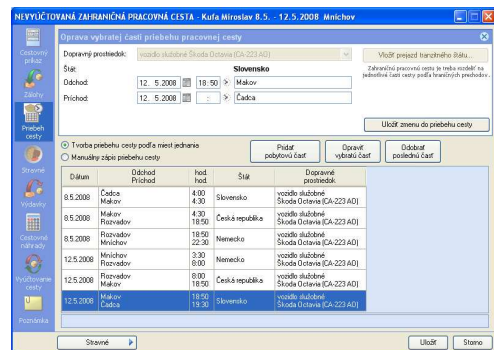 NEVYÚČTOVANÁ ZAHRANIČNÁ PRACOVNÁ CESTA - Kufa Miroslav 8.5. - 12.5.2008 Mníchov
Cestovný príkaz
Zálohy
Priebeh cesty
Stravné
Výdavky
Cestovné náhrady
Vyúčtovanie cesty
Poznámka
Oprava vybratej časti priebehu pracovnej cesty
Dopravný prostriedok:
vozidlo služobné Škoda Octavia (CA-223 AO)
Vložiť prejazd tranzitného štátu...
Štát:
Slovensko
Zahraničnú pracovnú cestu je treba rozdeliť na
jednotlivé časti cesty podľa hraničných prechodov.
Odchod:
12. 5.2008
18:50
Makov
Príchod:
12. 5.2008
:
Čadca
Uložiť zmenu do priebehu cesty
Tvorba priebehu cesty podľa miest jednania
Manuálny zápis priebehu cesty
Pridať pobytovú časť
Opraviť vybratú časť
Odobrať poslednú časť
Dátum
Odchod
Príchod
hod.
hod.
Štát
Dopravné
prostriedok
8.5.2008
Čadca
Makov
4:00
4:30
Slovensko
vozidlo služobné
Škoda Octavia (CA-223 AO)
8.5.2008
Makov
Rozvadov
4:30
18:50
Česká republika
vozidlo služobné
Škoda Octavia (CA-223 AO)
8.5.2008
Rozvadov
Mníchov
18:50
22:30
Nemecko
vozidlo služobné
Škoda Octavia (CA-223 AO)
12.5.2008
Mníchov
Rozvadov
3:30
8:00
Nemecko
vozidlo služobné
Škoda Octavia (CA-223 AO)
12.5.2008
Rozvadov
Makov
8:00
18:50
Česká republika
vozidlo služobné
Škoda Octavia (CA-223 AO)
12.5.2008
Makov
Čadca
18:50
19:30
Slovensko
vozidlo služobné
Škoda Octavia (CA-223 AO)
Stravné
Uložiť
Storno